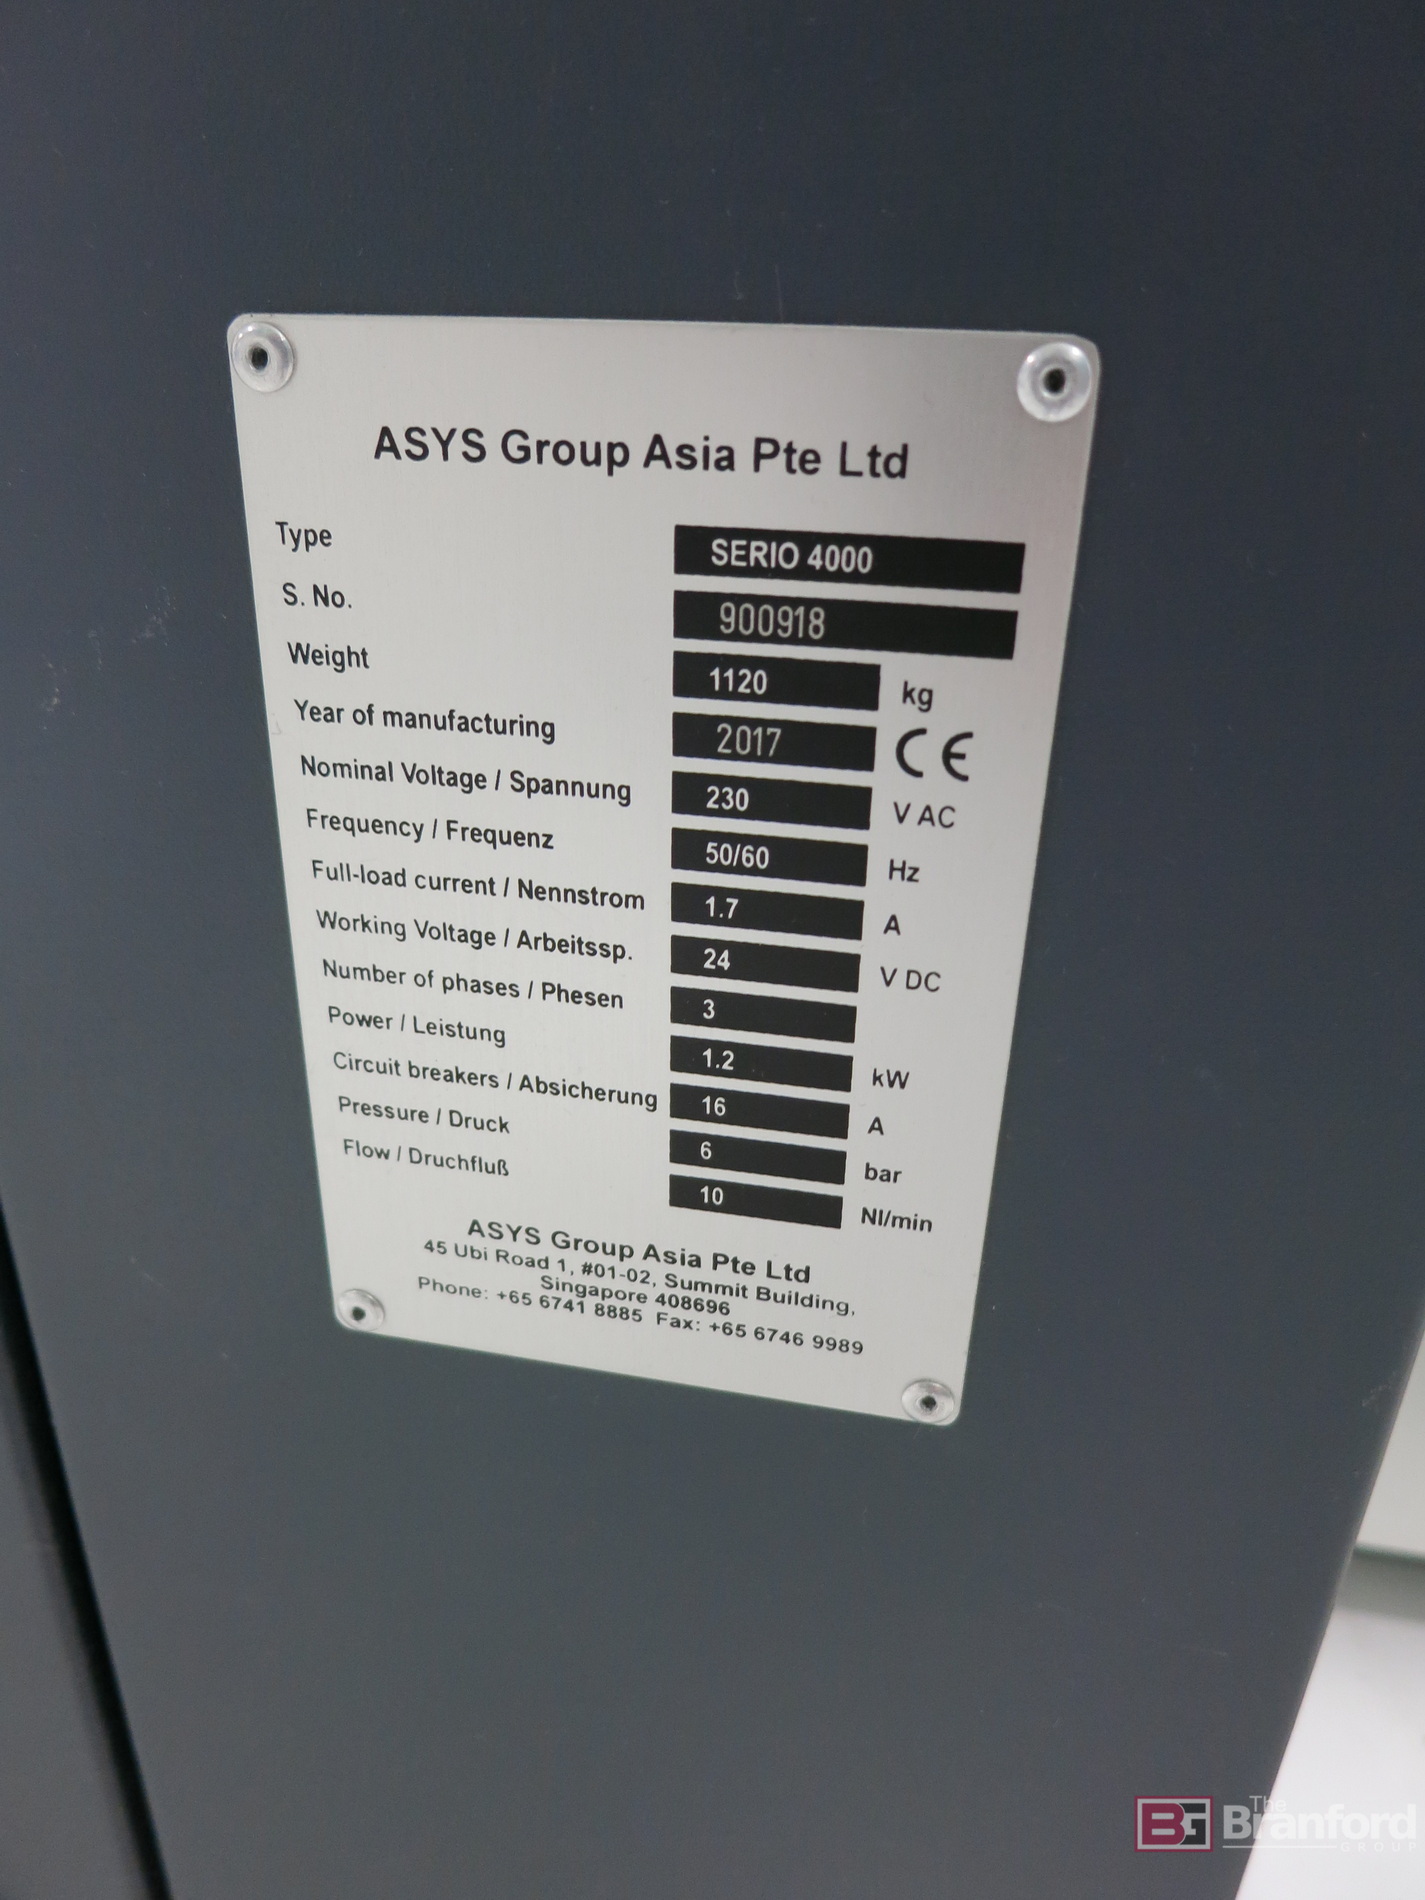 ASYS Group Asia Pte Ltd
Type SERIO 4000
S. No. 900918
Weight 1120 kg
Year of manufacturing 2017 CE
Nominal Voltage / Spannung 230 V AC
Frequency / Frequenz 50/60 Hz
Full-load current / Nennstrom 1.7 A
Working Voltage / Arbeitssp. 24 V DC
Number of phases / Phesen 3
Power / Leistung 1.2 kW
Circuit breakers / Absicherung 16 A
Pressure / Druck 6 bar
Flow / Druchfluß 10 Nl/min
ASYS Group Asia Pte Ltd
45 Ubi Road 1, #01-02, Summit Building,
Singapore 408696
Phone: +65 6741 8885 Fax: +65 6746 9989
BG The Branford
GROUP